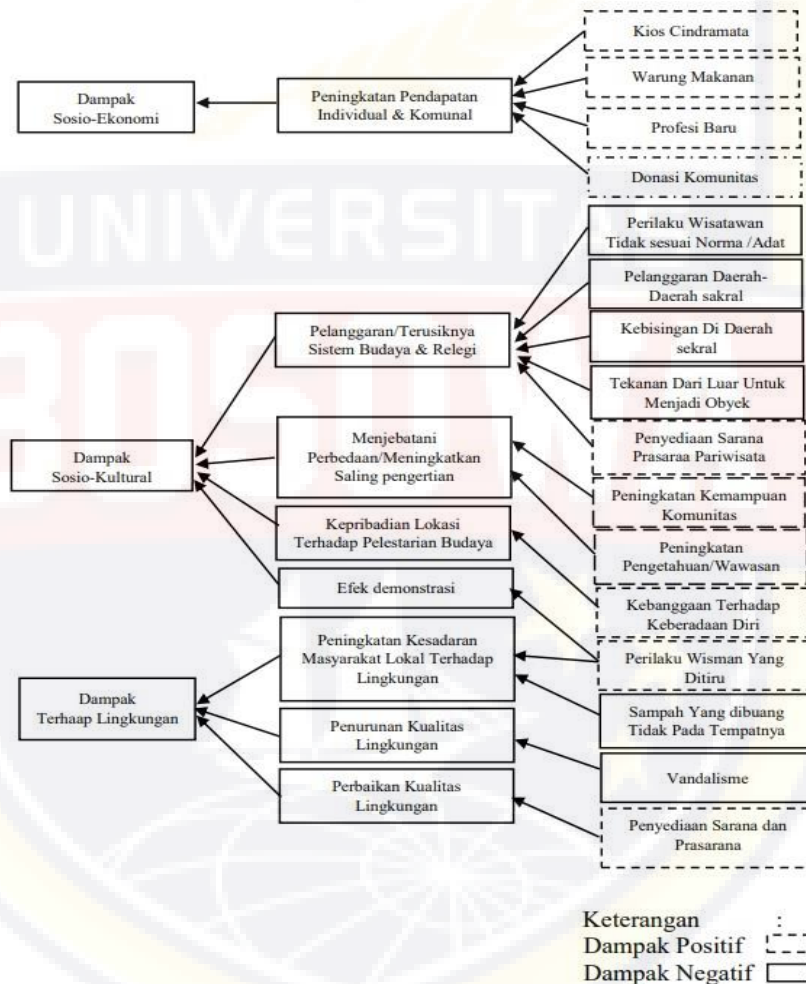 Kios Cindramata
Warung Makanan
Dampak
Sosio-Ekonomi
Peningkatan Pendapatan
Individual & Komunal
Profesi Baru
Donasi Komunitas
UNIVERSITA
BOSOWA
Perilaku Wisatawan
Tidak sesuai Norma /Adat
Pelanggaran Daerah-
Daerah sakral
Pelanggaran/Terusiknya
Sistem Budaya & Relegi
Kebisingan Di Daerah
sekral
Tekanan Dari Luar Untuk
Menjadi Obyek
Dampak
Sosio-Kultural
Menjebatani
Perbedaan/Meningkatkan
Saling pengertian
Penyediaan Sarana
Prasaraa Pariwisata
Peningkatan Kemampuan
Komunitas
Kepribadian Lokasi
Terhadap Pelestarian Budaya
Peningkatan
Pengetahuan/Wawasan
Efek demonstrasi
Kebanggaan Terhadap
Keberadaan Diri
Dampak
Terhaap Lingkungan
Peningkatan Kesadaran
Masyarakat Lokal Terhadap
Lingkungan
Perilaku Wisman Yang
Ditiru
Sampah Yang dibuang
Tidak Pada Tempatnya
Penurunan Kualitas
Lingkungan
Vandalisme
Perbaikan Kualitas
Lingkungan
Penyediaan Sarana dan
Prasarana
Keterangan :
Dampak Positif
Dampak Negatif